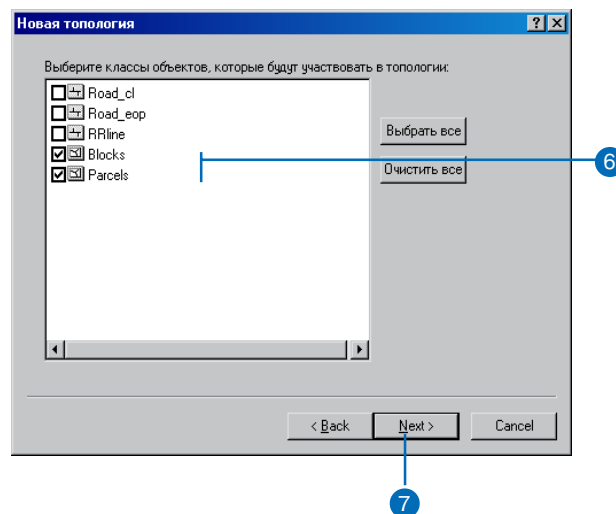 Новая топология
Выберите классы объектов, которые будут участвовать в топологии:
Road_cl
Road_eop
RRline
Blocks
Parcels
Выбрать все
Очистить все
6
< Back
Next >
Cancel
7